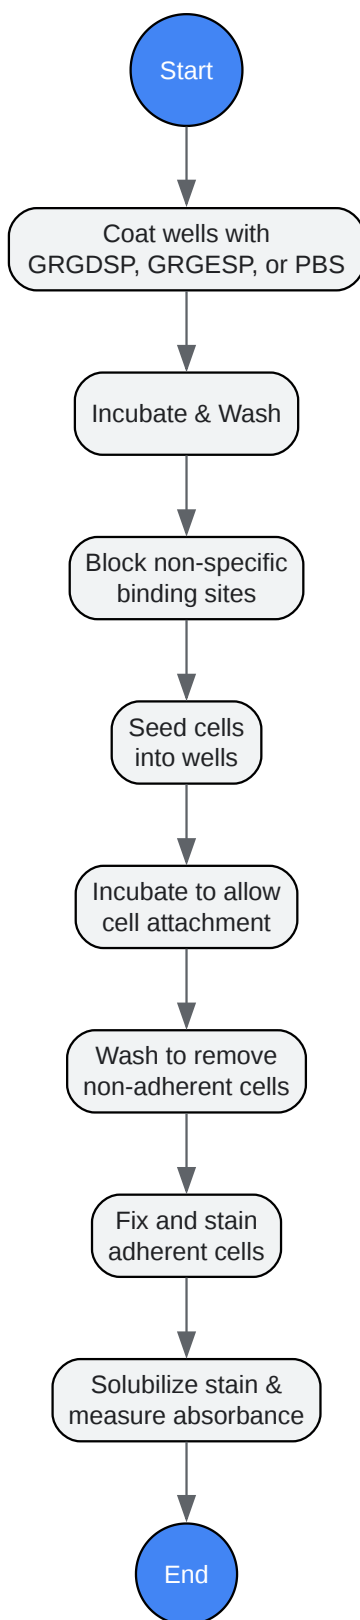 Start
Coat wells with
GRGDSP, GRGESP, or PBS
Incubate & Wash
Block non-specific
binding sites
Seed cells
into wells
Incubate to allow
cell attachment
Wash to remove
non-adherent cells
Fix and stain
adherent cells
Solubilize stain &
measure absorbance
End